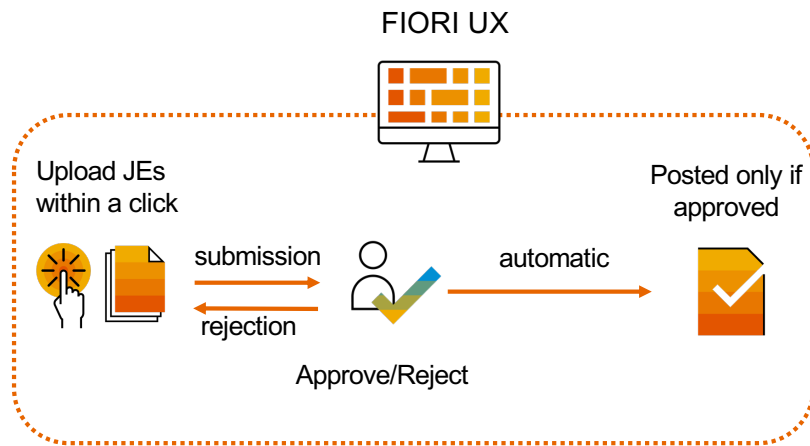 FIORI UX
Upload JEs
within a click
Posted only if
approved
submission
automatic
rejection
Approve/Reject